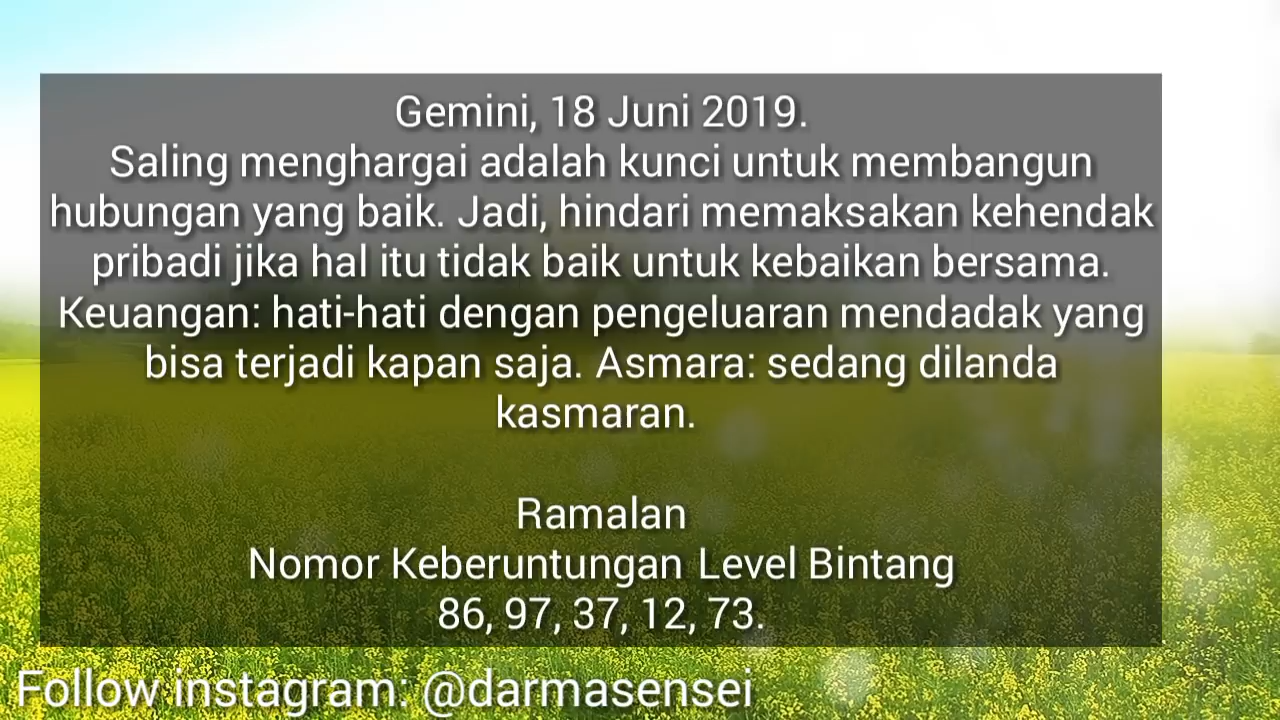 Gemini, 18 Juni 2019.
Saling menghargai adalah kunci untuk membangun
hubungan yang baik. Jadi, hindari memaksakan kehendak
pribadi jika hal itu tidak baik untuk kebaikan bersama.
Keuangan: hati-hati dengan pengeluaran mendadak yang
bisa terjadi kapan saja. Asmara: sedang dilanda
kasmaran.
Ramalan
Nomor Keberuntungan Level Bintang
86, 97, 37, 12, 73.
Follow instagram: @darmasensei